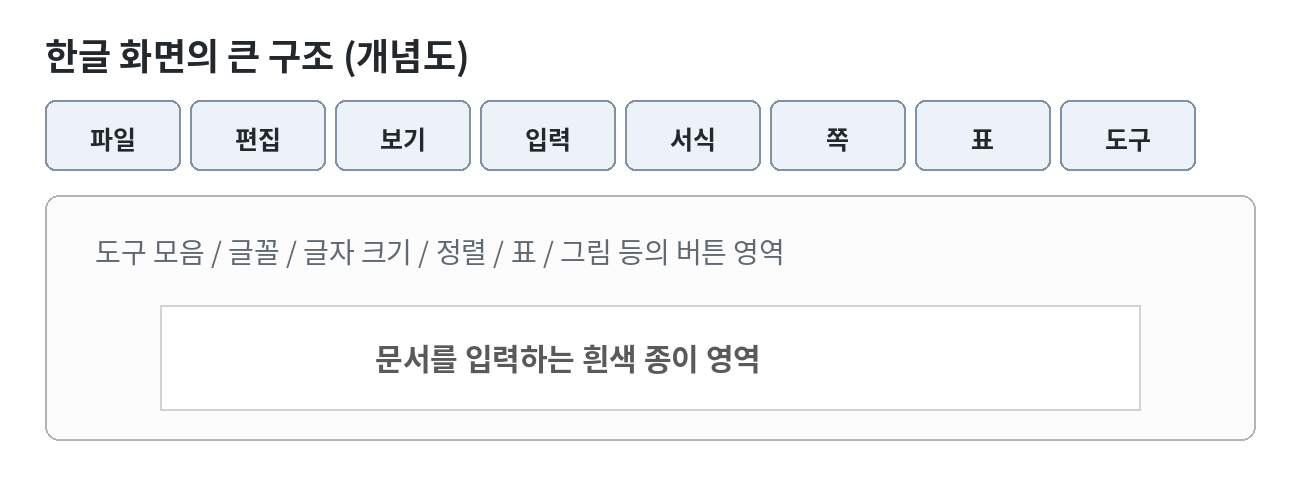 한글 화면의 큰 구조 (개념도)
파일 편집 보기 입력 서식 쪽 표 도구
도구 모음 / 글꼴 / 글자 크기 / 정렬 / 표 / 그림 등의 버튼 영역
문서를 입력하는 흰색 종이 영역